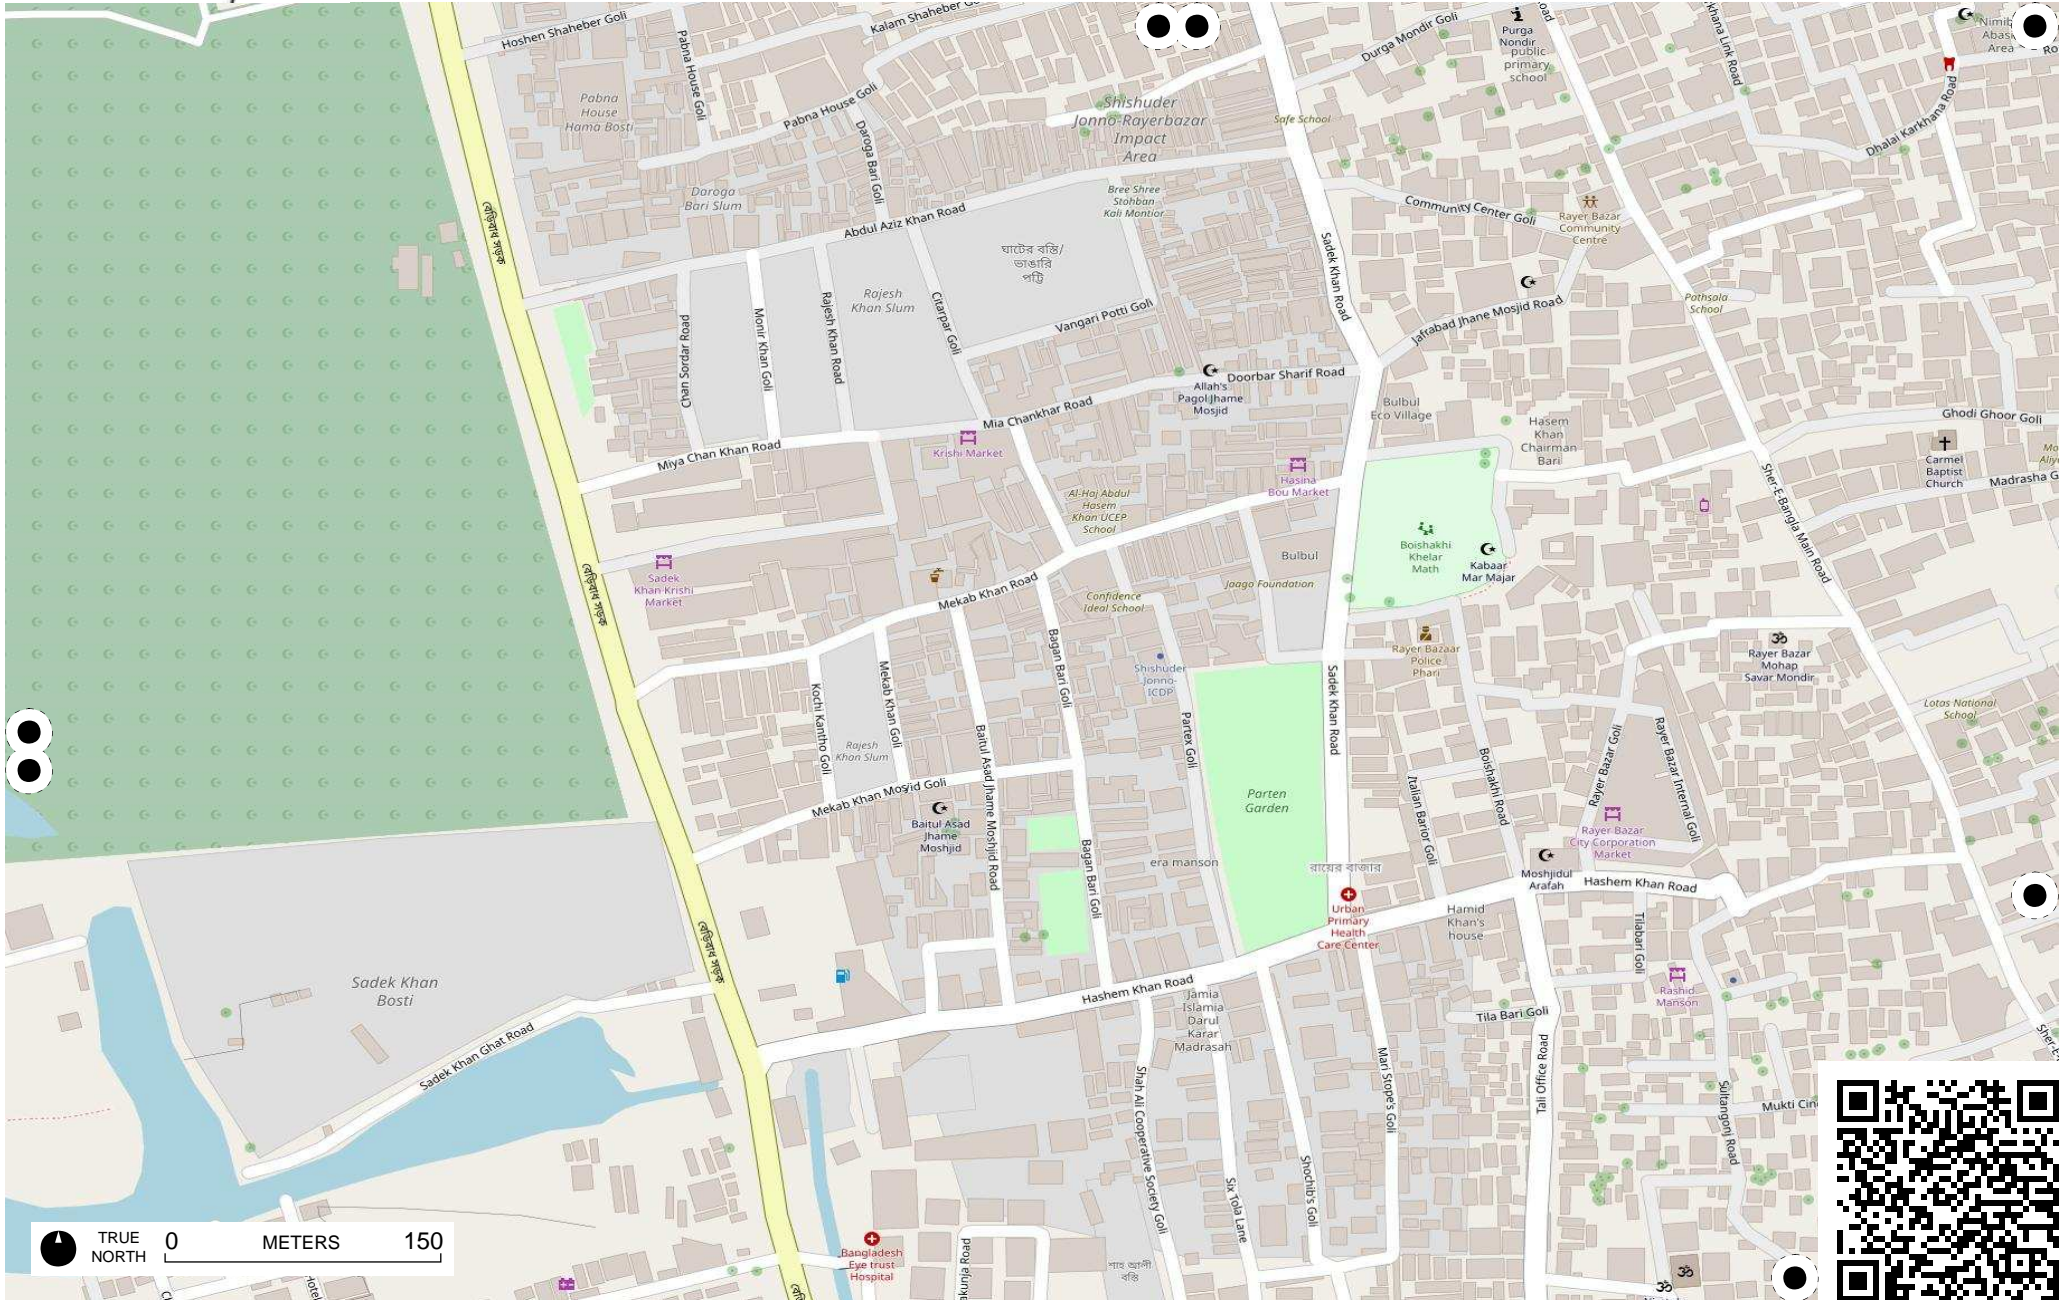 Hoshen Shaheber Goli
Pabna House Goli
Pabna
House
Hama Bosti
Pabna House Goli
Daroga Bari Goli
Daroga
Bari Slum
Shishuder
Jonno-Rayerbazar
Impact
Area
Safe School
Durga Mondir Goli
Purga
Nondir
public
primary
school
Dhalai Karkhana Road
Bree Shree
Stohban
Kali Montior
Abdul Aziz Khan Road
Community Center Goli
Rayer Bazar
Community
Centre
বেড়িবাধ সড়ক
ঘাটের বস্তি/
ভাঙারি
পট্টি
Sadek Khan Road
Rajesh
Khan Slum
Chan Sordar Road
Monir Khan Goli
Rajesh Khan Road
Citarpar Goli
Vangari Potti Goli
Jafrabad Jhane Mosjid Road
Pathsala
School
Doorbar Sharif Road
Allah's
Pagol Jhame
Mosjid
Bulbul
Eco Village
Mia Chankhar Road
Krishi Market
Miya Chan Khan Road
Hasem
Khan
Chairman
Bari
Ghodi Ghoor Goli
Carmel
Baptist
Church
Hasina
Bou Market
Al-Haj Abdul
Hasem
Khan UCEP
School
Sher-E-Bangla Main Road
Boishakhi
Khelar
Math
Kabaar
Mar Majar
Bulbul
Jaago Foundation
Sadek
Khan Krishi
Market
বেড়িবাধ সড়ক
Mekab Khan Road
Confidence
Ideal School
Rayer Bazaar
Police
Phari
Rayer Bazar
Mohap
Savar Mondir
Shishuder
Jonno-
ICDP
Bagan Bari Goli
Kochi Kantho Goli
Mekab Khan Goli
Rajesh
Khan Slum
Baitul Asad Jhame Moshjid Road
Partex Goli
Sadek Khan Road
Parten
Garden
Italian Barior Goli
Boishakhi Road
Rayer Bazar Goli
Rayer Bazar Internal Goli
Lotas National
School
Mekab Khan Mosjid Goli
Baitul Asad
Jhame
Moshjid
Bagan Bari Goli
era manson
রায়ের বাজার
Urban
Primary
Health
Care Center
Rayer Bazar
City Corporation
Market
Moshjidul
Arafah
Hashem Khan Road
Hamid
Khan's
house
Tilabari Goli
Rashid
Manson
Tila Bari Goli
বেড়িবাধ সড়ক
Sadek Khan
Bosti
Sadek Khan Ghat Road
Hashem Khan Road
Jamia
Islamia
Darul
Karar
Madrasah
Shah Ali Cooperative Society Goli
Six Tola Lane
Shochib's Goli
Mari Stope's Goli
Tali Office Road
Sultangonj Road
শাহ আলী
বস্তি
Bangladesh
Eye trust
Hospital
TRUE
NORTH
0 METERS 150